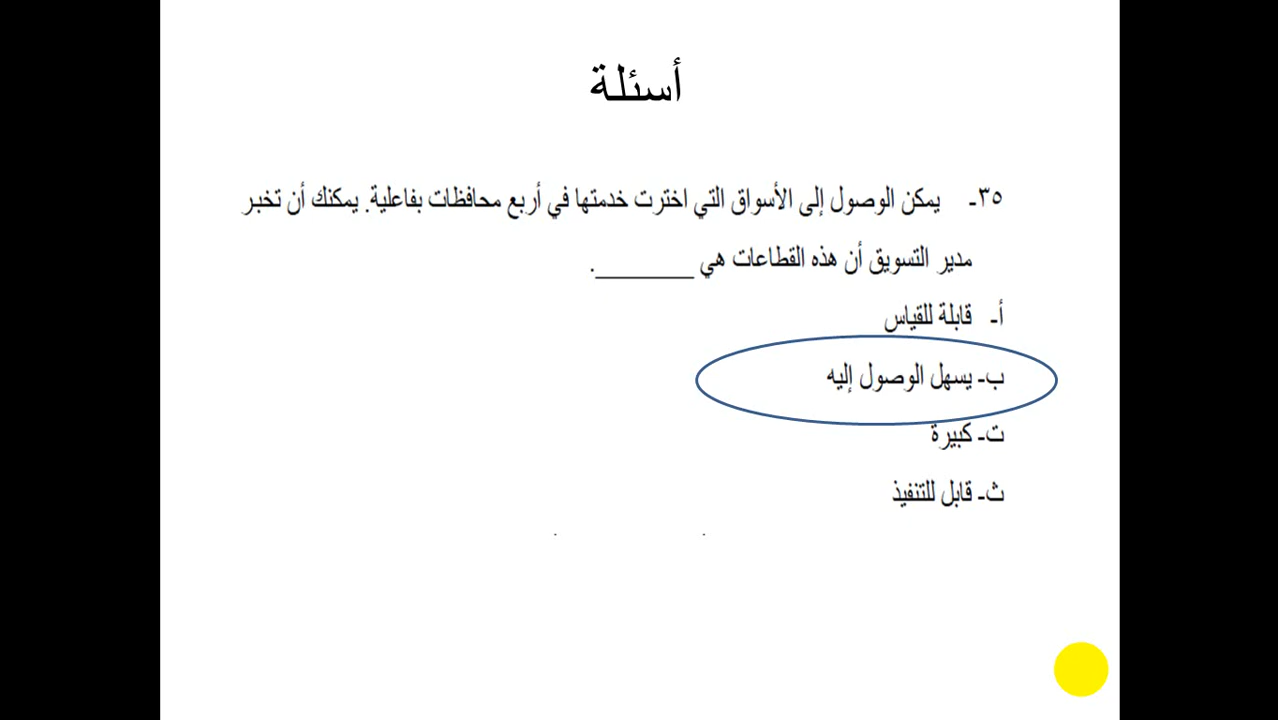 أسئلة
٣٥- يمكن الوصول إلى الأسواق التي اخترت خدمتها في أربع محافظات بفاعلية. يمكنك أن تخبر
مدير التسويق أن هذه القطاعات هي ________.
أ- قابلة للقياس
ب- يسهل الوصول إليه
ت- كبيرة
ث- قابل للتنفيذ